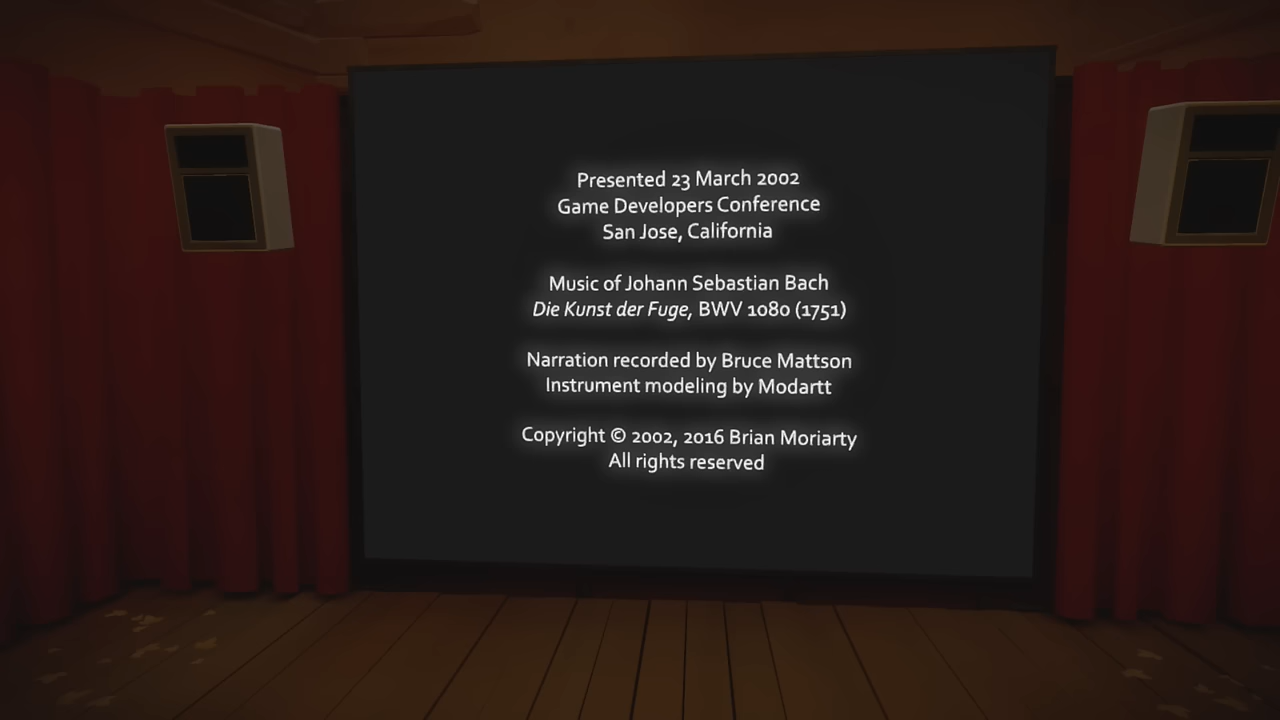 Presented 23 March 2002
Game Developers Conference
San Jose, California
Music of Johann Sebastian Bach
Die Kunst der Fuge, BWV 1080 (1751)
Narration recorded by Bruce Mattson
Instrument modeling by Modartt
Copyright © 2002, 2016 Brian Moriarty
All rights reserved